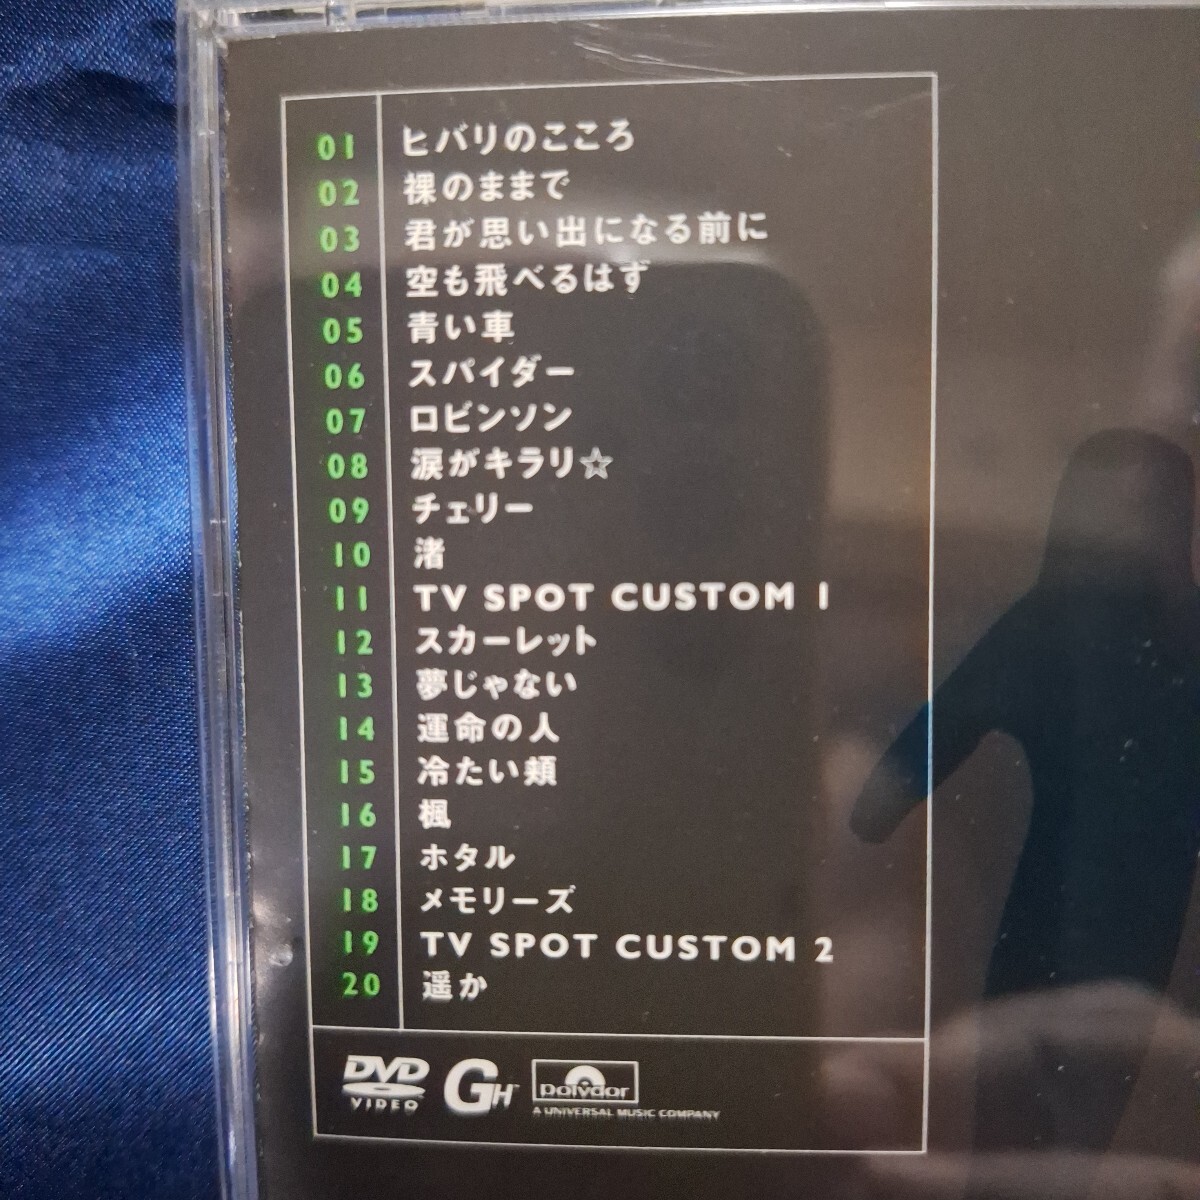 01 ヒバリのこころ
02 裸のままで
03 君が思い出になる前に
04 空も飛べるはず
05 青い車
06 スパイダー
07 ロビンソン
08 涙がキラリ☆
09 チェリー
10 渚
11 TV SPOT CUSTOM 1
12 スカーレット
13 夢じゃない
14 運命の人
15 冷たい頬
16 楓
17 ホタル
18 メモリーズ
19 TV SPOT CUSTOM 2
20 遥か
DVD VIDEO GH polydor
A UNIVERSAL MUSIC COMPANY